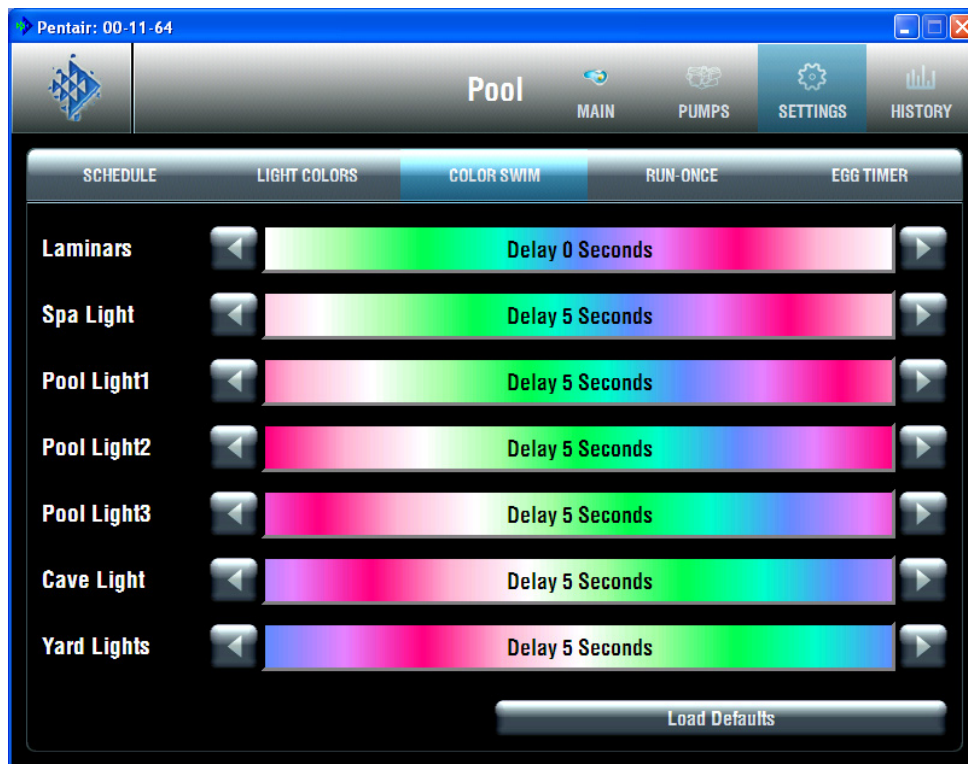 Pentair: 00-11-64
Pool
MAIN
PUMPS
SETTINGS
HISTORY
SCHEDULE
LIGHT COLORS
COLOR SWIM
RUN-ONCE
EGG TIMER
Laminars
Delay 0 Seconds
Spa Light
Delay 5 Seconds
Pool Light1
Delay 5 Seconds
Pool Light2
Delay 5 Seconds
Pool Light3
Delay 5 Seconds
Cave Light
Delay 5 Seconds
Yard Lights
Delay 5 Seconds
Load Defaults